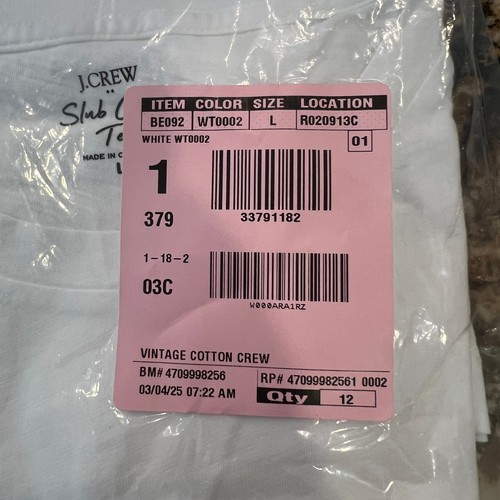 J.CREW
Slub
MADE IN
ITEM COLOR SIZE LOCATION
BE092 WT0002 L R020913C
WHITE WT0002 01
1
33791182
379
1-18-2
03C
W000ARA1RZ
VINTAGE COTTON CREW
BM# 4709998256 RP# 47099982561 0002
03/04/25 07:22 AM Qty 12